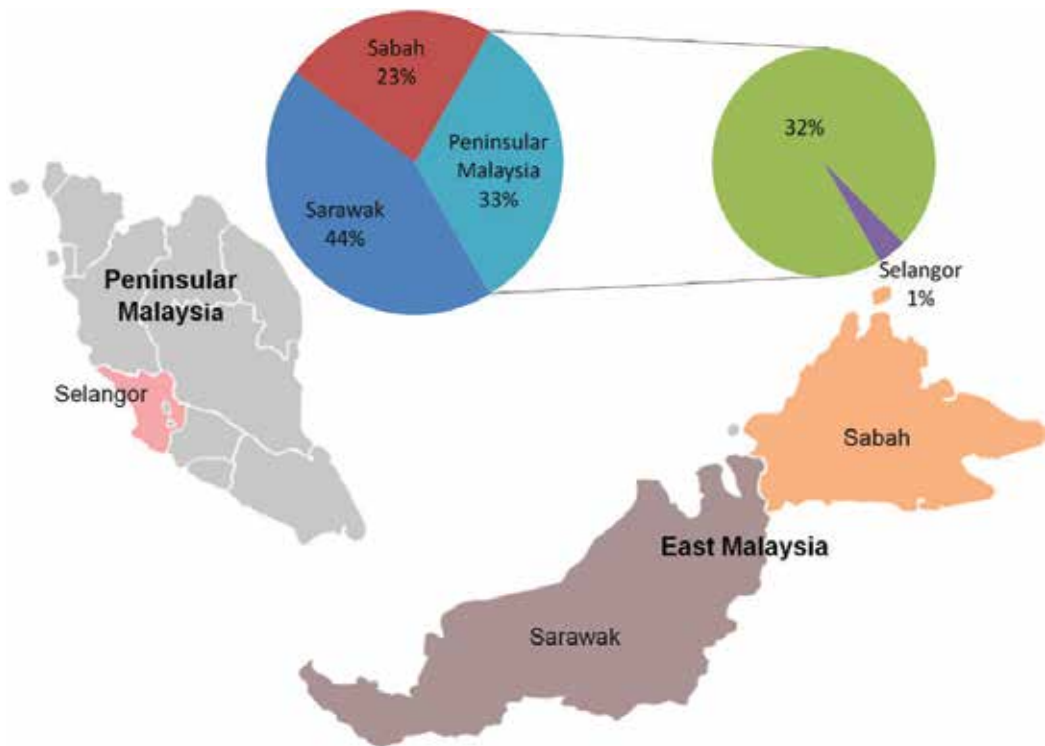 Sabah
23%
Peninsular
Malaysia
33%
Sarawak
44%
32%
Selangor
1%
Peninsular
Malaysia
Selangor
Sabah
East Malaysia
Sarawak